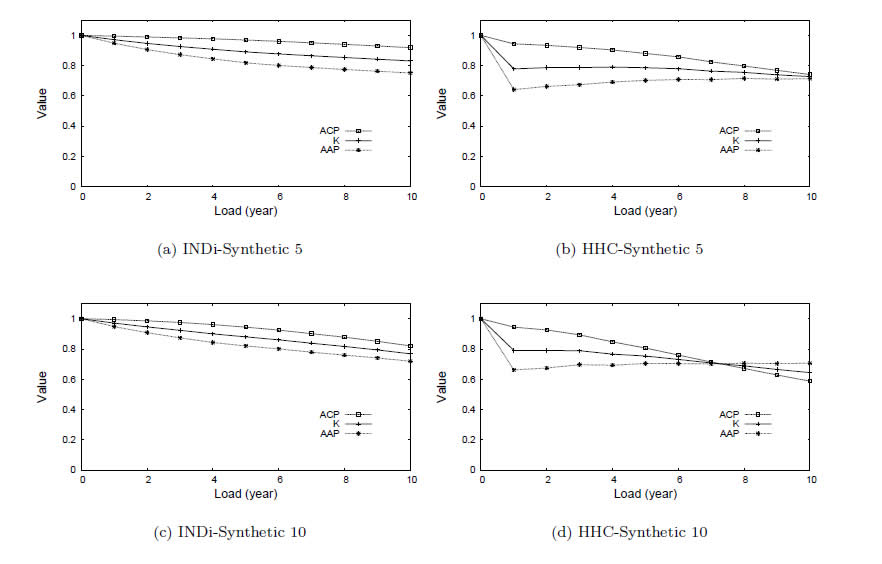 1
0.8
0.6
0.4
0.2
0
Value
ACP
K
AAP
0 2 4 6 8 10
Load (year)
(a) INDi-Synthetic 5
1
0.8
0.6
0.4
0.2
0
Value
ACP
K
AAP
0 2 4 6 8 10
Load (year)
(b) HHC-Synthetic 5
1
0.8
0.6
0.4
0.2
0
Value
ACP
K
AAP
0 2 4 6 8 10
Load (year)
(c) INDi-Synthetic 10
1
0.8
0.6
0.4
0.2
0
Value
ACP
K
AAP
0 2 4 6 8 10
Load (year)
(d) HHC-Synthetic 10